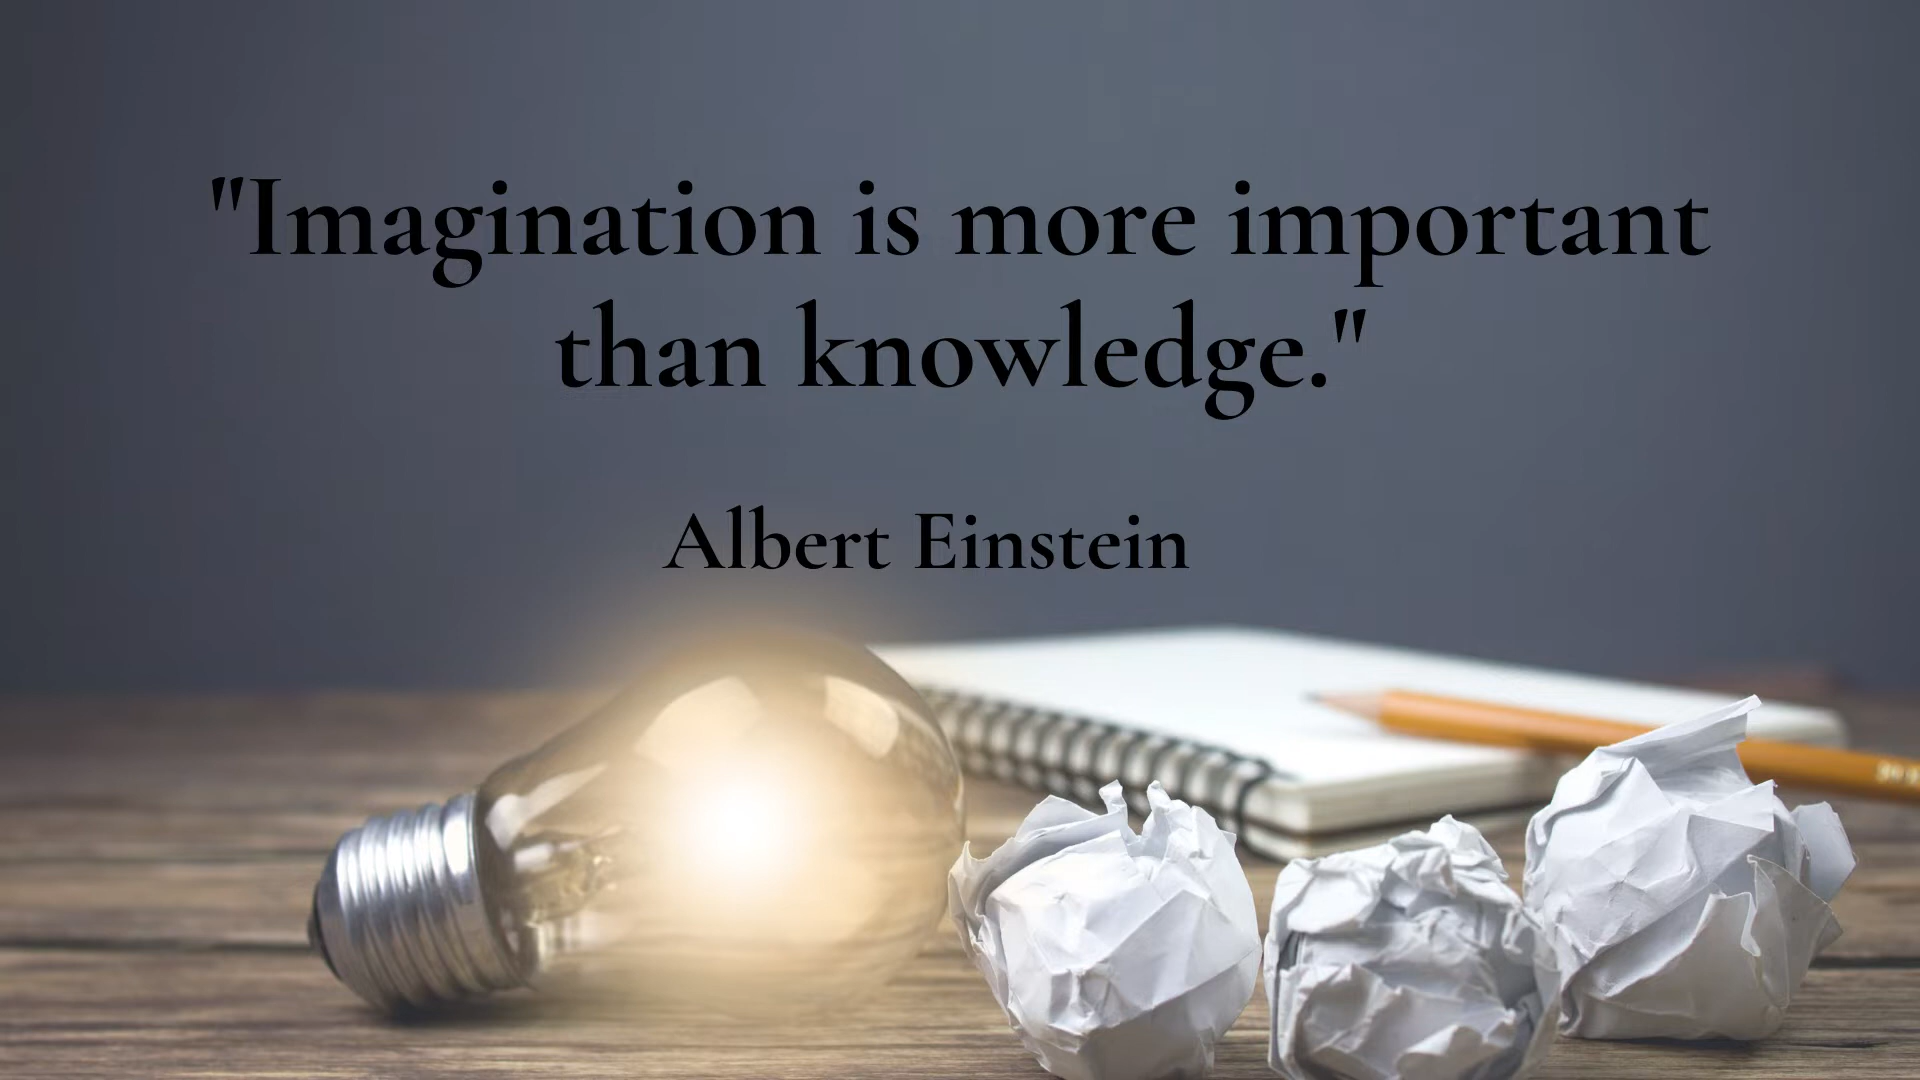 "Imagination is more important
than knowledge."
Albert Einstein